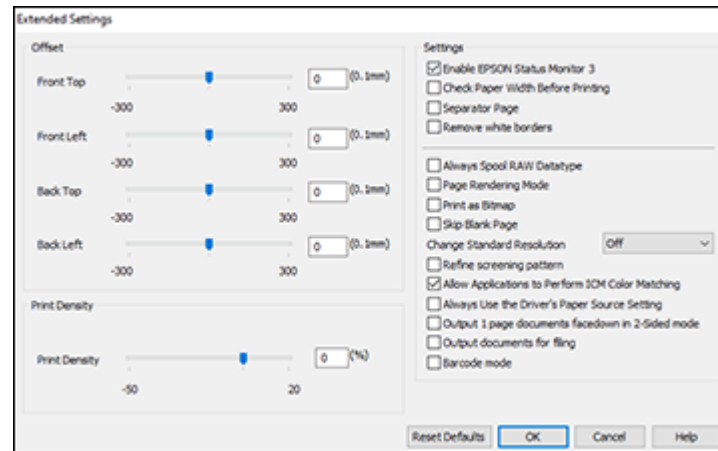 Extended Settings
Offset
Front Top
0
(0.1mm)
-300
300
Front Left
0
(0.1mm)
-300
300
Back Top
0
(0.1mm)
-300
300
Back Left
0
(0.1mm)
-300
300
Print Density
Print Density
0
(%)
-50
20
Settings
Enable EPSON Status Monitor 3
Check Paper Width Before Printing
Separator Page
Remove white borders
Always Spool RAW Datatype
Page Rendering Mode
Print as Bitmap
Skip Blank Page
Change Standard Resolution
Off
Refine screening pattern
Allow Applications to Perform ICM Color Matching
Always Use the Driver's Paper Source Setting
Output 1 page documents facedown in 2-Sided mode
Output documents for filing
Barcode mode
Reset Defaults
OK
Cancel
Help